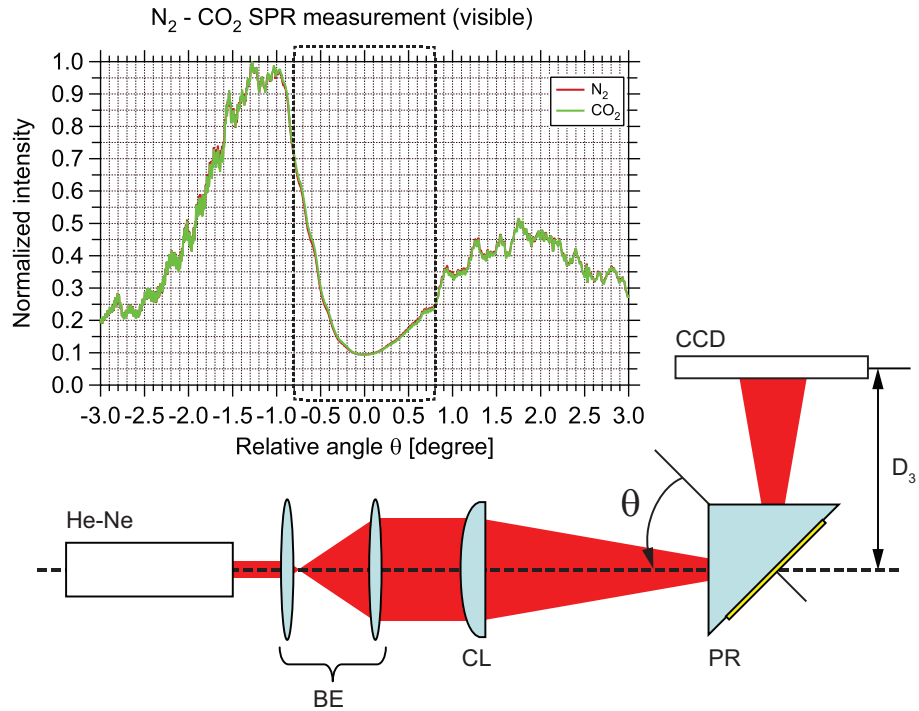 N₂ - CO₂ SPR measurement (visible)
1.0
0.9
0.8
0.7
0.6
0.5
0.4
0.3
0.2
0.1
0.0
Normalized intensity
N₂
CO₂
-3.0 -2.5 -2.0 -1.5 -1.0 -0.5 0.0 0.5 1.0 1.5 2.0 2.5 3.0
Relative angle θ [degree]
CCD
D₃
θ
He-Ne
CL
PR
BE